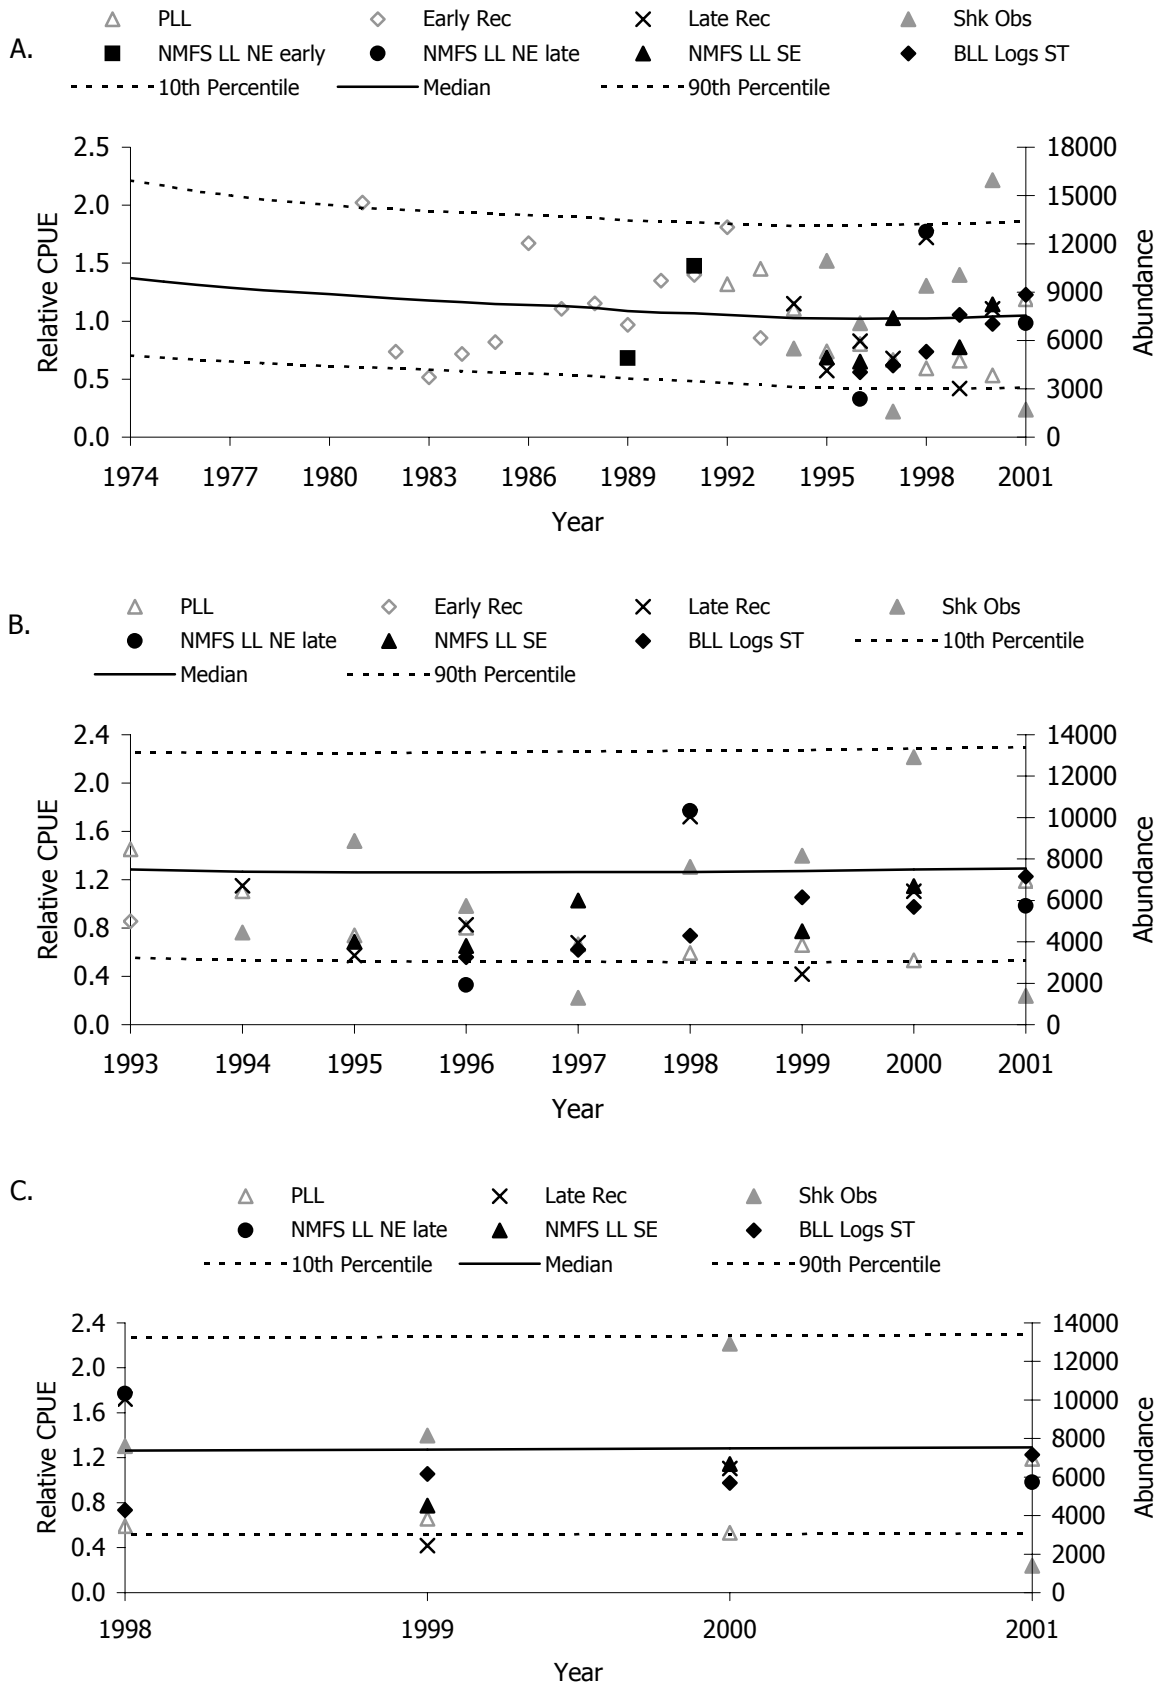 PLL Early Rec Late Rec Shk Obs
A.
NMFS LL NE early NMFS LL NE late NMFS LL SE BLL Logs ST
10th Percentile Median 90th Percentile
2.5 18000
2.0 15000
1.5 12000
1.0 9000
0.5 6000
0.0 3000
0
Relative CPUE
Abundance
1974 1977 1980 1983 1986 1989 1992 1995 1998 2001
Year
PLL Early Rec Late Rec Shk Obs
B.
NMFS LL NE late NMFS LL SE BLL Logs ST 10th Percentile
Median 90th Percentile
2.4 14000
2.0 12000
1.6 10000
1.2 8000
0.8 6000
0.4 4000
0.0 2000
0
Relative CPUE
Abundance
1993 1994 1995 1996 1997 1998 1999 2000 2001
Year
C.
PLL Late Rec Shk Obs
NMFS LL NE late NMFS LL SE BLL Logs ST
10th Percentile Median 90th Percentile
2.4 14000
2.0 12000
1.6 10000
1.2 8000
0.8 6000
0.4 4000
0.0 2000
0
Relative CPUE
Abundance
1998 1999 2000 2001
Year